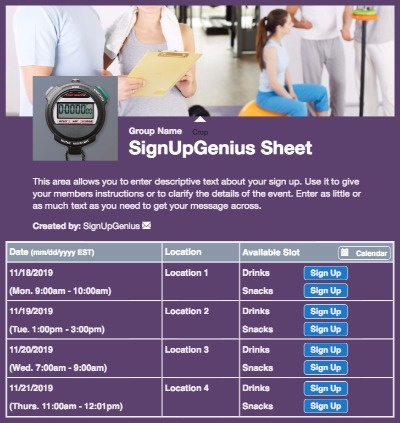 Group Name
Crop
SignUpGenius Sheet
This area allows you to enter descriptive text about your sign up. Use it to give
your members instructions or to clarify the details of the event. Enter as little or
as much text as you need to get your message across.
Created by: SignUpGenius
Date (mm/dd/yyyy EST) Location Available Slot Calendar
11/18/2019 Location 1 Drinks Sign Up
(Mon. 9:00am - 10:00am) Snacks Sign Up
11/19/2019 Location 2 Drinks Sign Up
(Tue. 1:00pm - 3:00pm) Snacks Sign Up
11/20/2019 Location 3 Drinks Sign Up
(Wed. 7:00am - 9:00am) Snacks Sign Up
11/21/2019 Location 4 Drinks Sign Up
(Thurs. 11:00am - 12:01pm) Snacks Sign Up